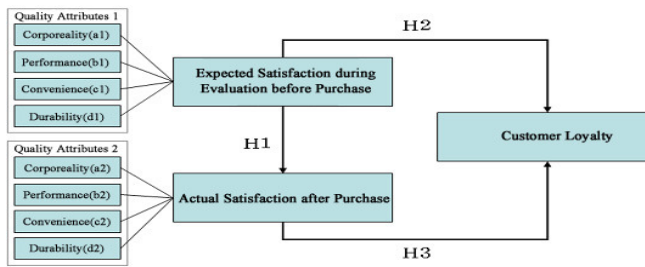 Quality Attributes 1
Corporeality(a1)
Performance(b1)
Convenience(c1)
Durability(d1)
Expected Satisfaction during
Evaluation before Purchase
H2
H1
Customer Loyalty
Quality Attributes 2
Corporeality(a2)
Performance(b2)
Convenience(c2)
Durability(d2)
Actual Satisfaction after Purchase
H3